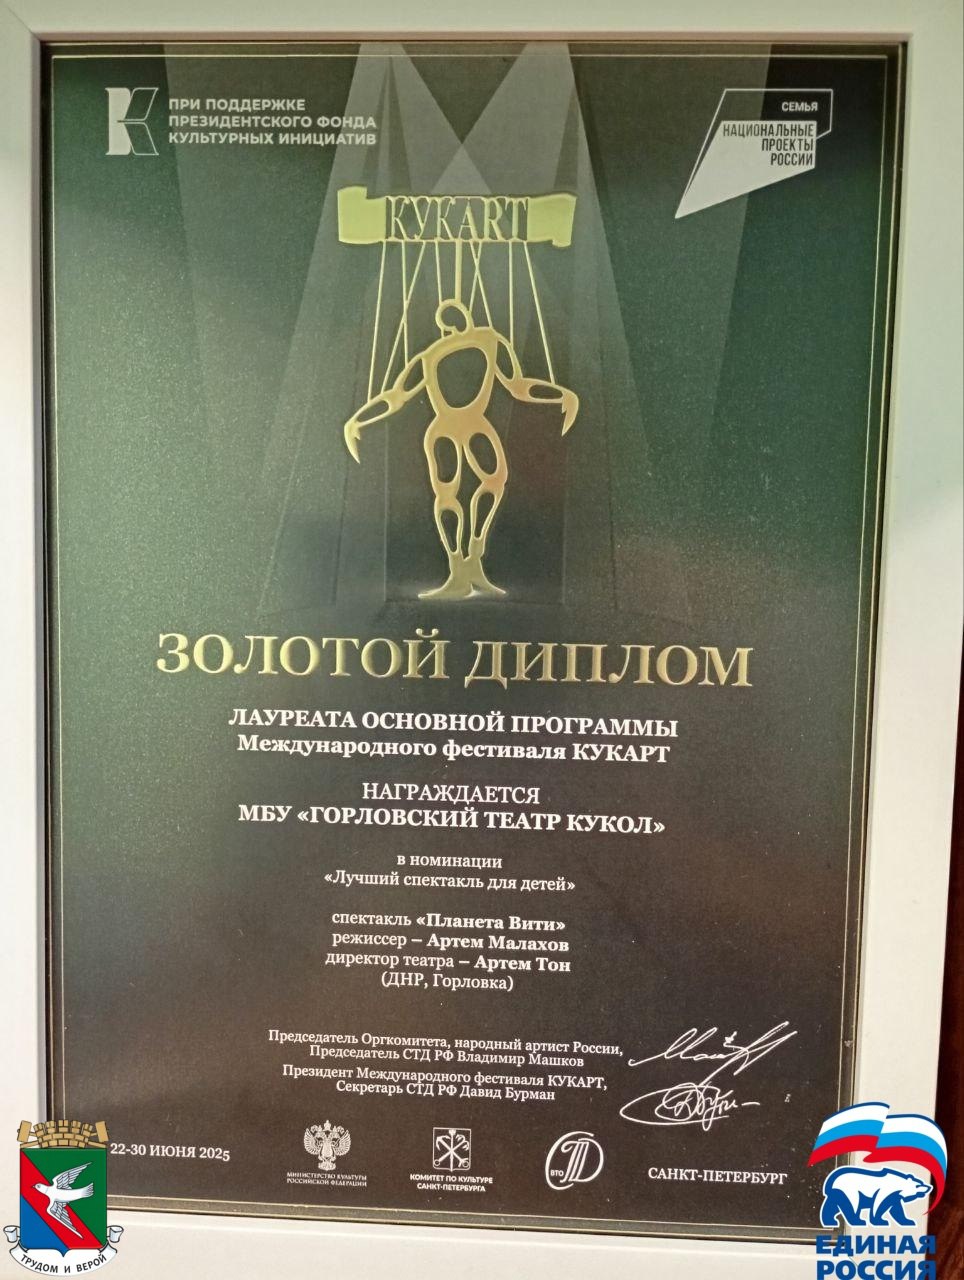 ПРИ ПОДДЕРЖКЕ
ПРЕЗИДЕНТСКОГО ФОНДА
КУЛЬТУРНЫХ ИНИЦИАТИВ
СЕМЬЯ
НАЦИОНАЛЬНЫЕ
ПРОЕКТЫ
РОССИИ
КУКART
ЗОЛОТОЙ ДИПЛОМ
ЛАУРЕАТА ОСНОВНОЙ ПРОГРАММЫ
Международного фестиваля КУКАРТ
НАГРАЖДАЕТСЯ
МБУ «ГОРЛОВСКИЙ ТЕАТР КУКОЛ»
в номинации
«Лучший спектакль для детей»
спектакль «Планета Вити»
режиссер – Артем Малахов
директор театра – Артем Тон
(ДНР, Горловка)
Председатель Оргкомитета, народный артист России,
Председатель СТД РФ Владимир Машков
Президент Международного фестиваля КУКАРТ,
Секретарь СТД РФ Давид Бурман
22-30 ИЮНЯ 2025
МИНИСТЕРСТВО КУЛЬТУРЫ
РОССИЙСКОЙ ФЕДЕРАЦИИ
КОМИТЕТ ПО КУЛЬТУРЕ
САНКТ-ПЕТЕРБУРГА
ВТО
САНКТ-ПЕТЕРБУРГ
ТРУДОМ И ВЕРОЙ
ЕДИНАЯ
РОССИЯ